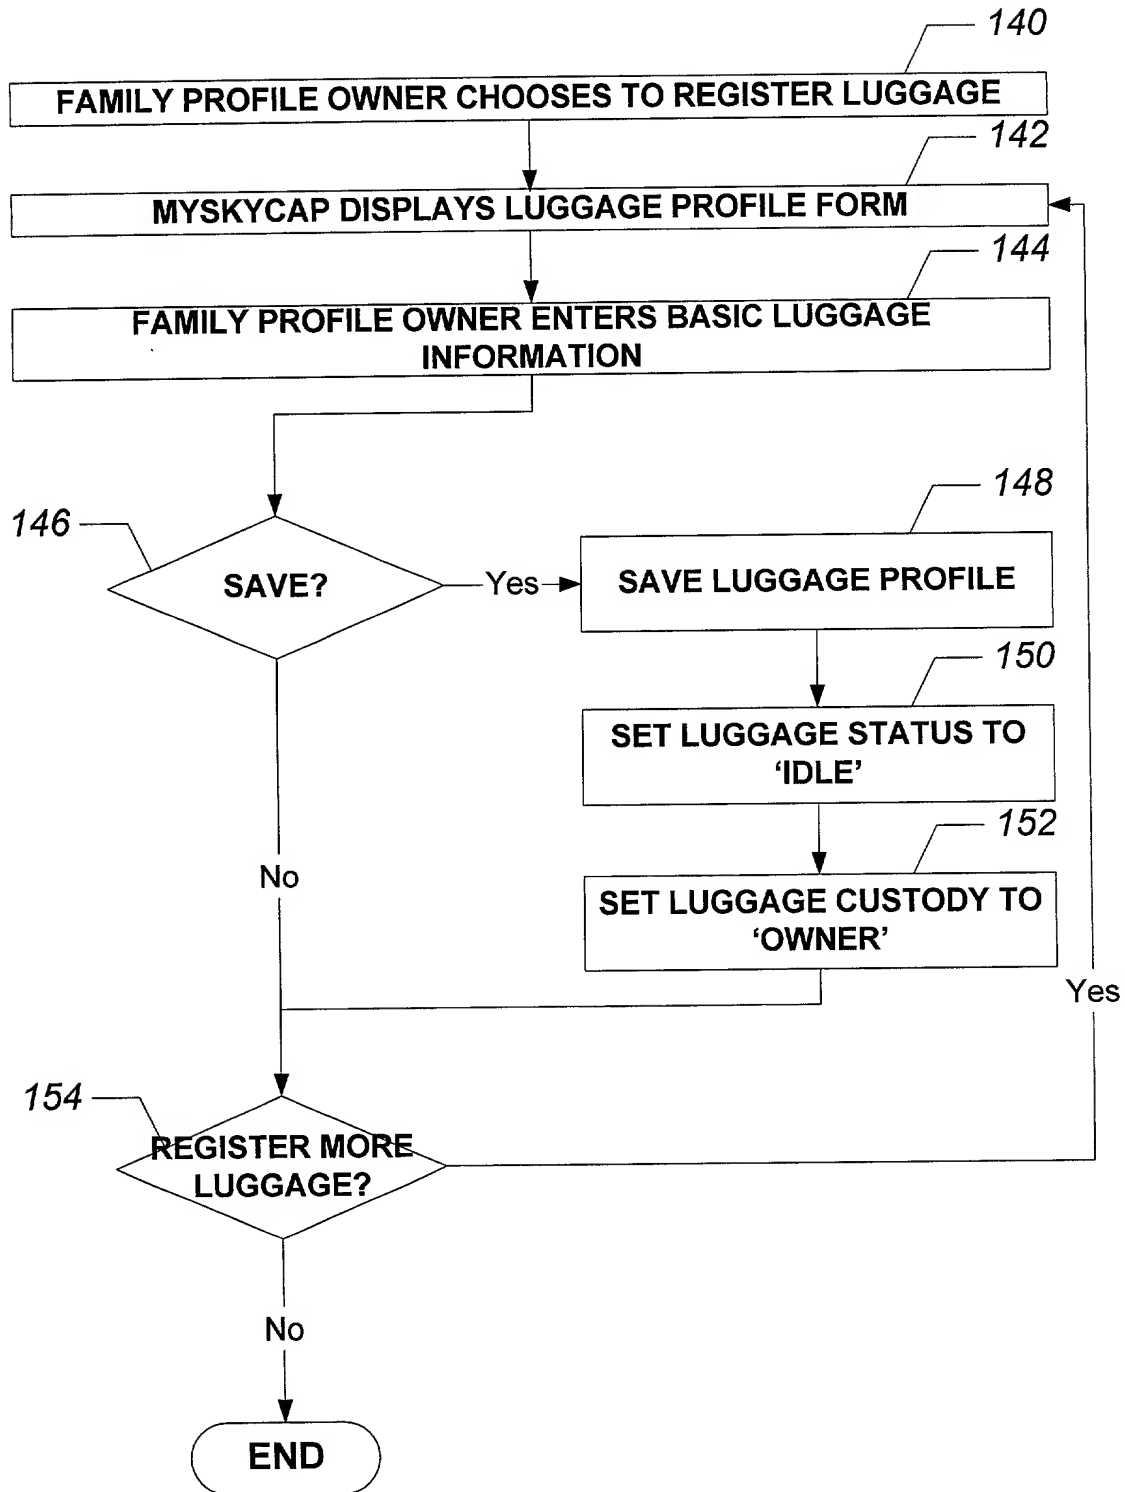 140
FAMILY PROFILE OWNER CHOOSES TO REGISTER LUGGAGE
142
MYSKYCAP DISPLAYS LUGGAGE PROFILE FORM
144
FAMILY PROFILE OWNER ENTERS BASIC LUGGAGE
INFORMATION
146
SAVE?
Yes
148
SAVE LUGGAGE PROFILE
150
SET LUGGAGE STATUS TO
‘IDLE’
152
SET LUGGAGE CUSTODY TO
‘OWNER’
No
Yes
154
REGISTER MORE
LUGGAGE?
No
END